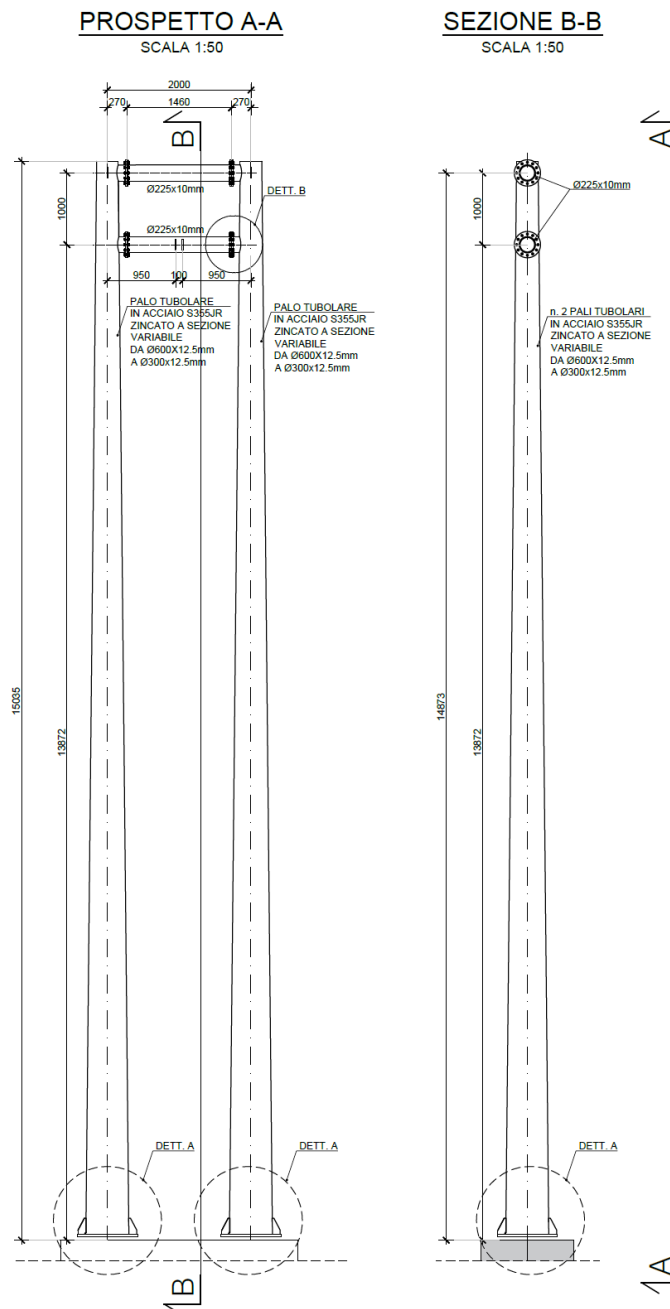 PROSPETTO A-A
SCALA 1:50
SEZIONE B-B
SCALA 1:50
2000
270
1460
270
B
A
Ø225x10mm
Ø225x10mm
1000
1000
Ø225x10mm
DETT. B
950
100
950
PALO TUBOLARE
IN ACCIAIO S355JR
ZINCATO A SEZIONE
VARIABILE
DA Ø600X12.5mm
A Ø300x12.5mm
PALO TUBOLARE
IN ACCIAIO S355JR
ZINCATO A SEZIONE
VARIABILE
DA Ø600X12.5mm
A Ø300x12.5mm
n. 2 PALI TUBOLARI
IN ACCIAIO S355JR
ZINCATO A SEZIONE
VARIABILE
DA Ø600X12.5mm
A Ø300x12.5mm
15035
13872
14873
13872
DETT. A
DETT. A
DETT. A
B
A